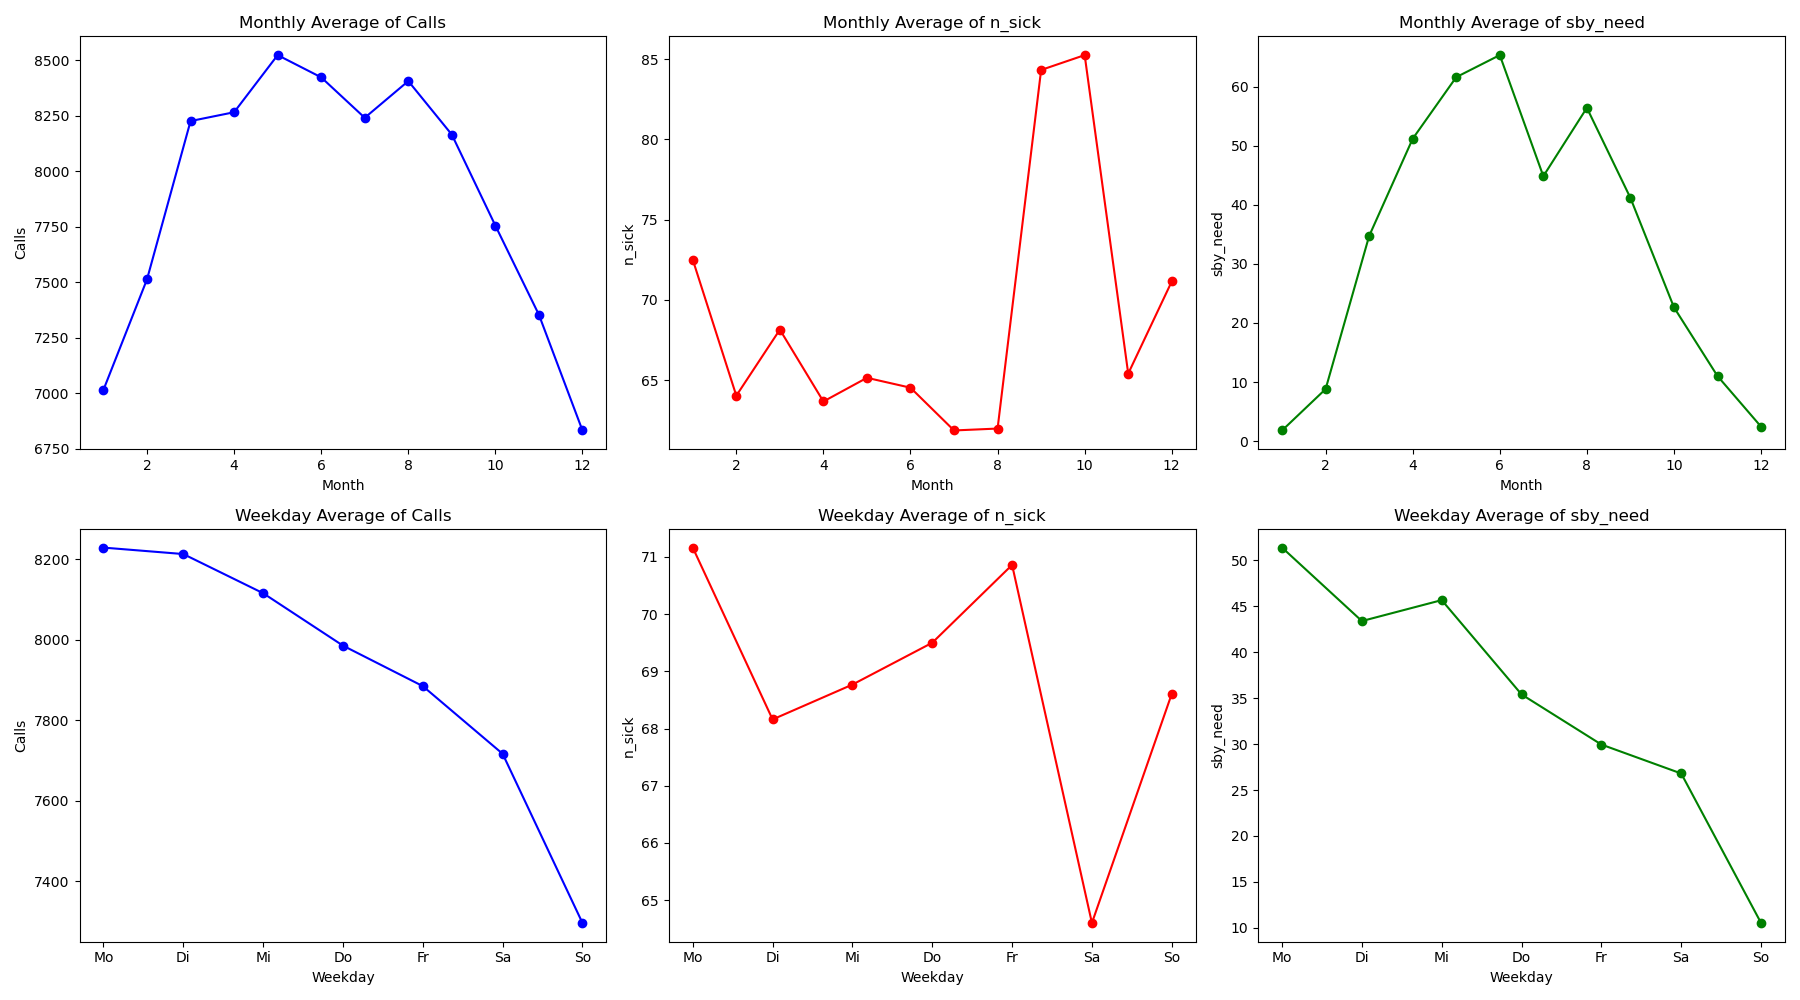 Monthly Average of Calls
8500
8250
8000
7750
7500
7250
7000
6750
Calls
2 4 6 8 10 12
Month
Monthly Average of n_sick
85
80
75
70
65
n_sick
2 4 6 8 10 12
Month
Monthly Average of sby_need
60
50
40
30
20
10
0
sby_need
2 4 6 8 10 12
Month
Weekday Average of Calls
8200
8000
7800
7600
7400
Calls
Mo Di Mi Do Fr Sa So
Weekday
Weekday Average of n_sick
71
70
69
68
67
66
65
n_sick
Mo Di Mi Do Fr Sa So
Weekday
Weekday Average of sby_need
50
45
40
35
30
25
20
15
10
sby_need
Mo Di Mi Do Fr Sa So
Weekday